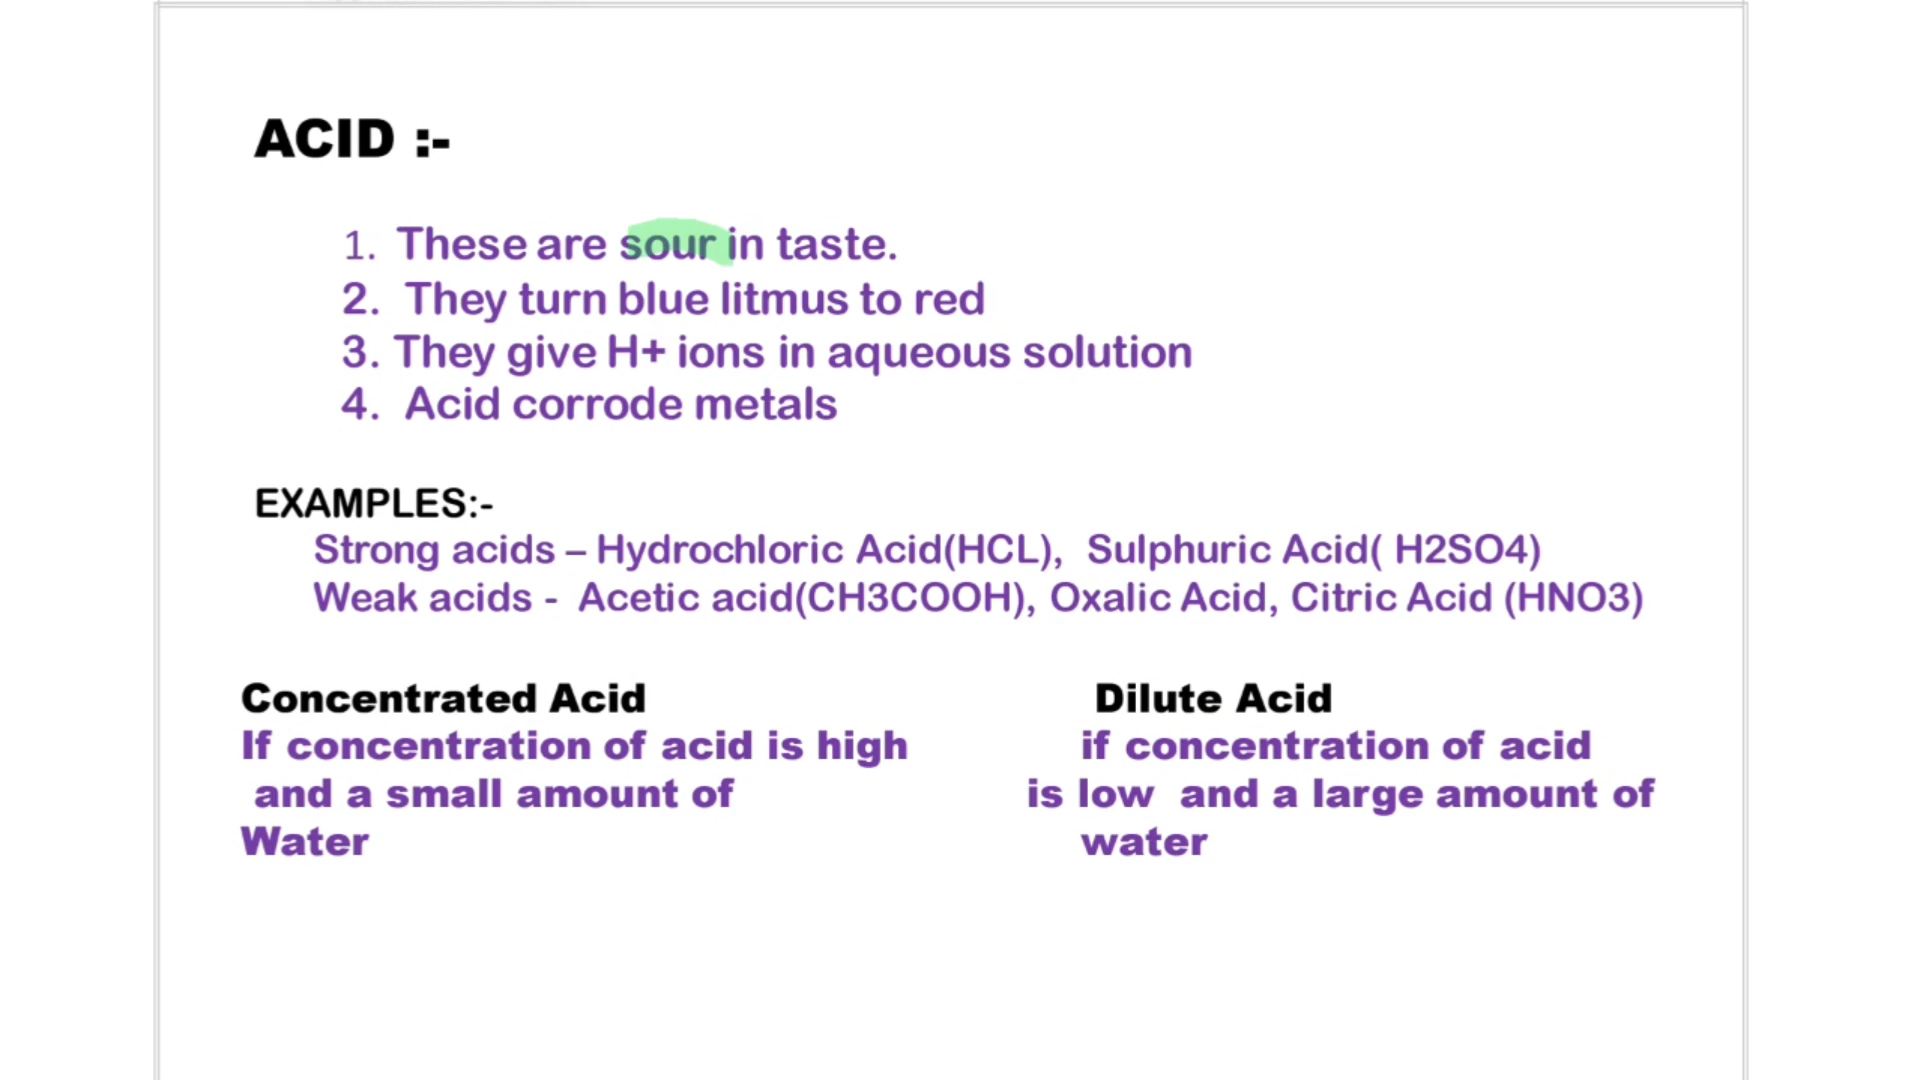 ACID :-
1. These are sour in taste.
2. They turn blue litmus to red
3. They give H+ ions in aqueous solution
4. Acid corrode metals
EXAMPLES:-
Strong acids – Hydrochloric Acid(HCL), Sulphuric Acid( H2SO4)
Weak acids - Acetic acid(CH3COOH), Oxalic Acid, Citric Acid (HNO3)
Concentrated Acid
If concentration of acid is high
and a small amount of
Water
Dilute Acid
if concentration of acid
is low and a large amount of
water